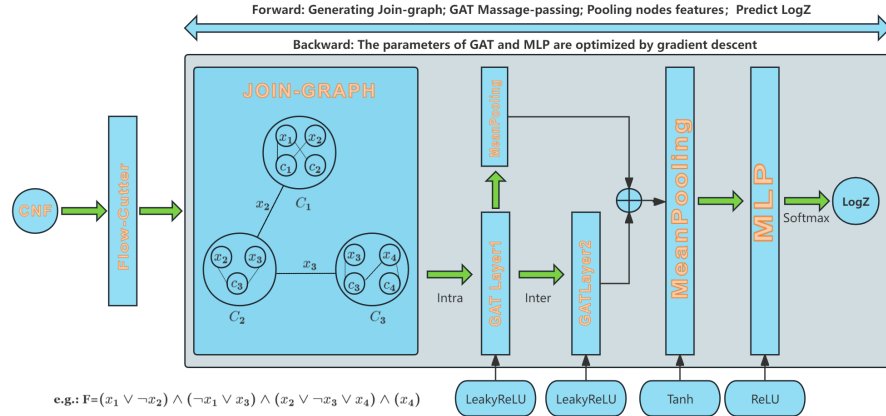 Forward: Generating Join-graph; GAT Massage-passing; Pooling nodes features; Predict LogZ
Backward: The parameters of GAT and MLP are optimized by gradient descent
CNF
Flow-Cutter
JOIN-GRAPH
x₁ x₂
c₁ c₂
C₁
x₂
x₂ x₃
c₃
C₂
x₃
x₃ x₄
c₃ c₄
C₃
Intra
GAT Layer1
MeanPooling
Inter
GATLayer2
MeanPooling
MLP
Softmax
LogZ
LeakyReLU
LeakyReLU
Tanh
ReLU
e.g.: F=(x₁ ∨ ¬x₂) ∧ (¬x₁ ∨ x₃) ∧ (x₂ ∨ ¬x₃ ∨ x₄) ∧ (x₄)